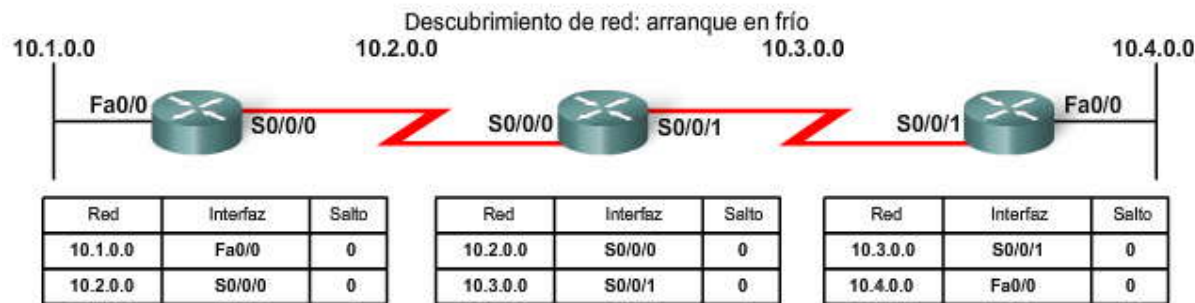 Descubrimiento de red: arranque en frío
10.1.0.0 10.2.0.0 10.3.0.0 10.4.0.0
Fa0/0 S0/0/0 S0/0/0 S0/0/1 S0/0/1 Fa0/0
Red Interfaz Salto
10.1.0.0 Fa0/0 0
10.2.0.0 S0/0/0 0
Red Interfaz Salto
10.2.0.0 S0/0/0 0
10.3.0.0 S0/0/1 0
Red Interfaz Salto
10.3.0.0 S0/0/1 0
10.4.0.0 Fa0/0 0